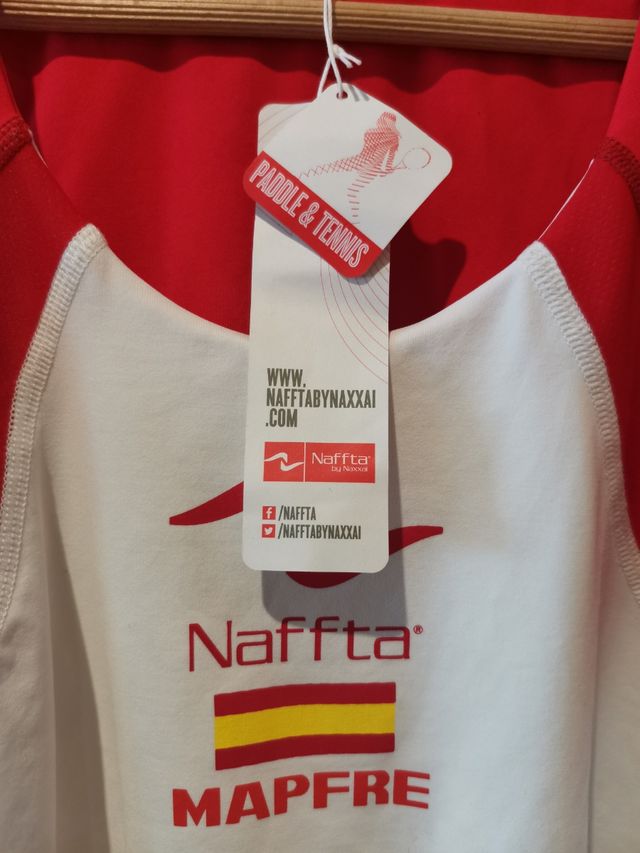 PADDLE & TENNIS
WWW.
NAFFTABYNAXXAI
.COM
Naffta®
by Naxxai
f /NAFFTA
/NAFFTABYNAXXAI
Naffta®
MAPFRE